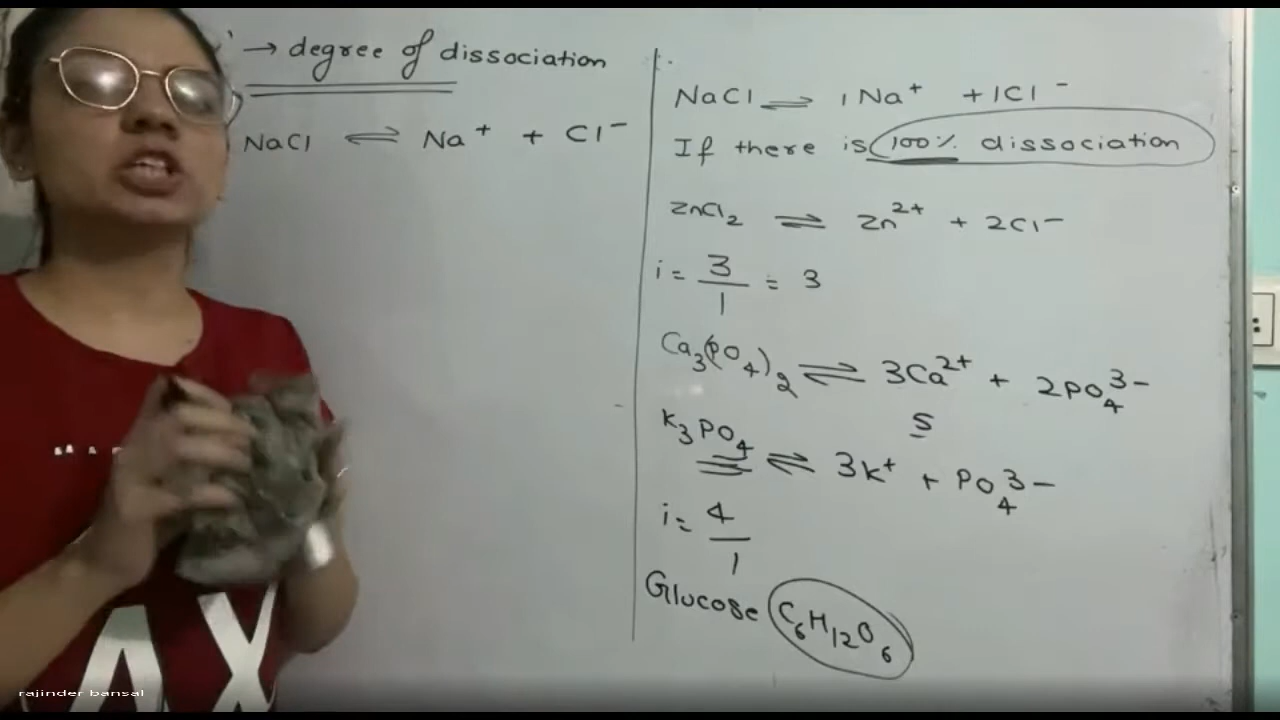 → degree of dissociation
NaCl ⇌ Na⁺ + Cl⁻
NaCl ⇌ 1Na⁺ + 1Cl⁻
If there is 100% dissociation
ZnCl₂ ⇌ Zn²⁺ + 2Cl⁻
i = 3/1 = 3
Ca₃(PO₄)₂ ⇌ 3Ca²⁺ + 2PO₄³⁻
5
K₃PO₄ ⇌ 3K⁺ + PO₄³⁻
i = 4/1
Glucose C₆H₁₂O₆
AX
rajinder bansal